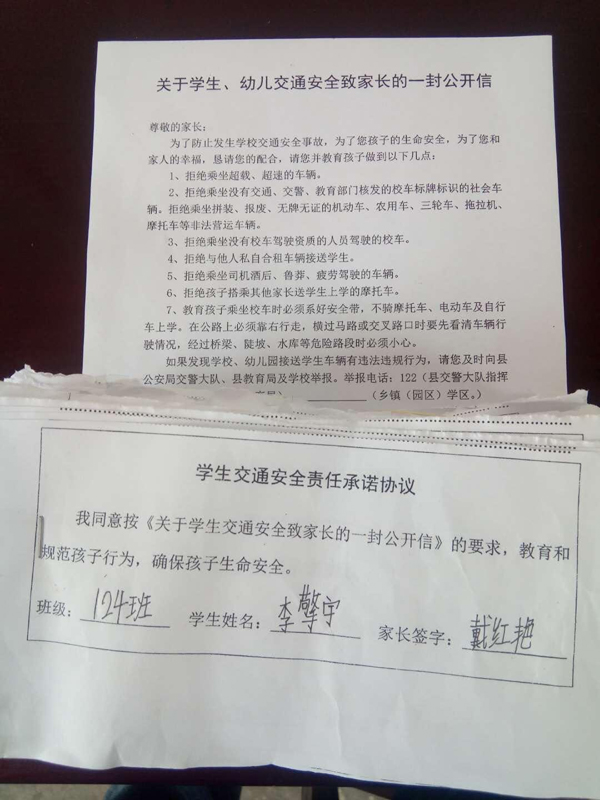 关于学生、幼儿交通安全致家长的一封公开信
尊敬的家长:
为了防止发生学校交通安全事故,为了您孩子的生命安全,为了您和
家人的幸福,恳请您的配合,请您并教育孩子做到以下几点:
1、拒绝乘坐超载、超速的车辆。
2、拒绝乘坐没有交通、交警、教育部门核发的校车标牌标识的社会车
辆。拒绝乘坐拼装、报废、无牌无证的机动车、农用车、三轮车、拖拉机、
摩托车等非法营运车辆。
3、拒绝乘坐没有校车驾驶资质的人员驾驶的校车。
4、拒绝与他人私自合租车辆接送学生。
5、拒绝乘坐司机酒后、鲁莽、疲劳驾驶的车辆。
6、拒绝孩子搭乘其他家长送学生上学的摩托车。
7、教育孩子乘坐校车时必须系好安全带,不骑摩托车、电动车及自行
车上学。在公路上必须靠右行走,横过马路或交叉路口时要先看清车辆行
驶情况,经过桥梁、陡坡、水库等危险路段时必须小心。
如果发现学校、幼儿园接送学生车辆有违法违规行为,请您及时向县
公安局交警大队、县教育局及学校举报。举报电话:122(县交警大队指挥
(乡镇(园区)学区。)
学生交通安全责任承诺协议
我同意按《关于学生交通安全致家长的一封公开信》的要求,教育和
规范孩子行为,确保孩子生命安全。
班级:124班 学生姓名:李擎宇 家长签字:戴红艳